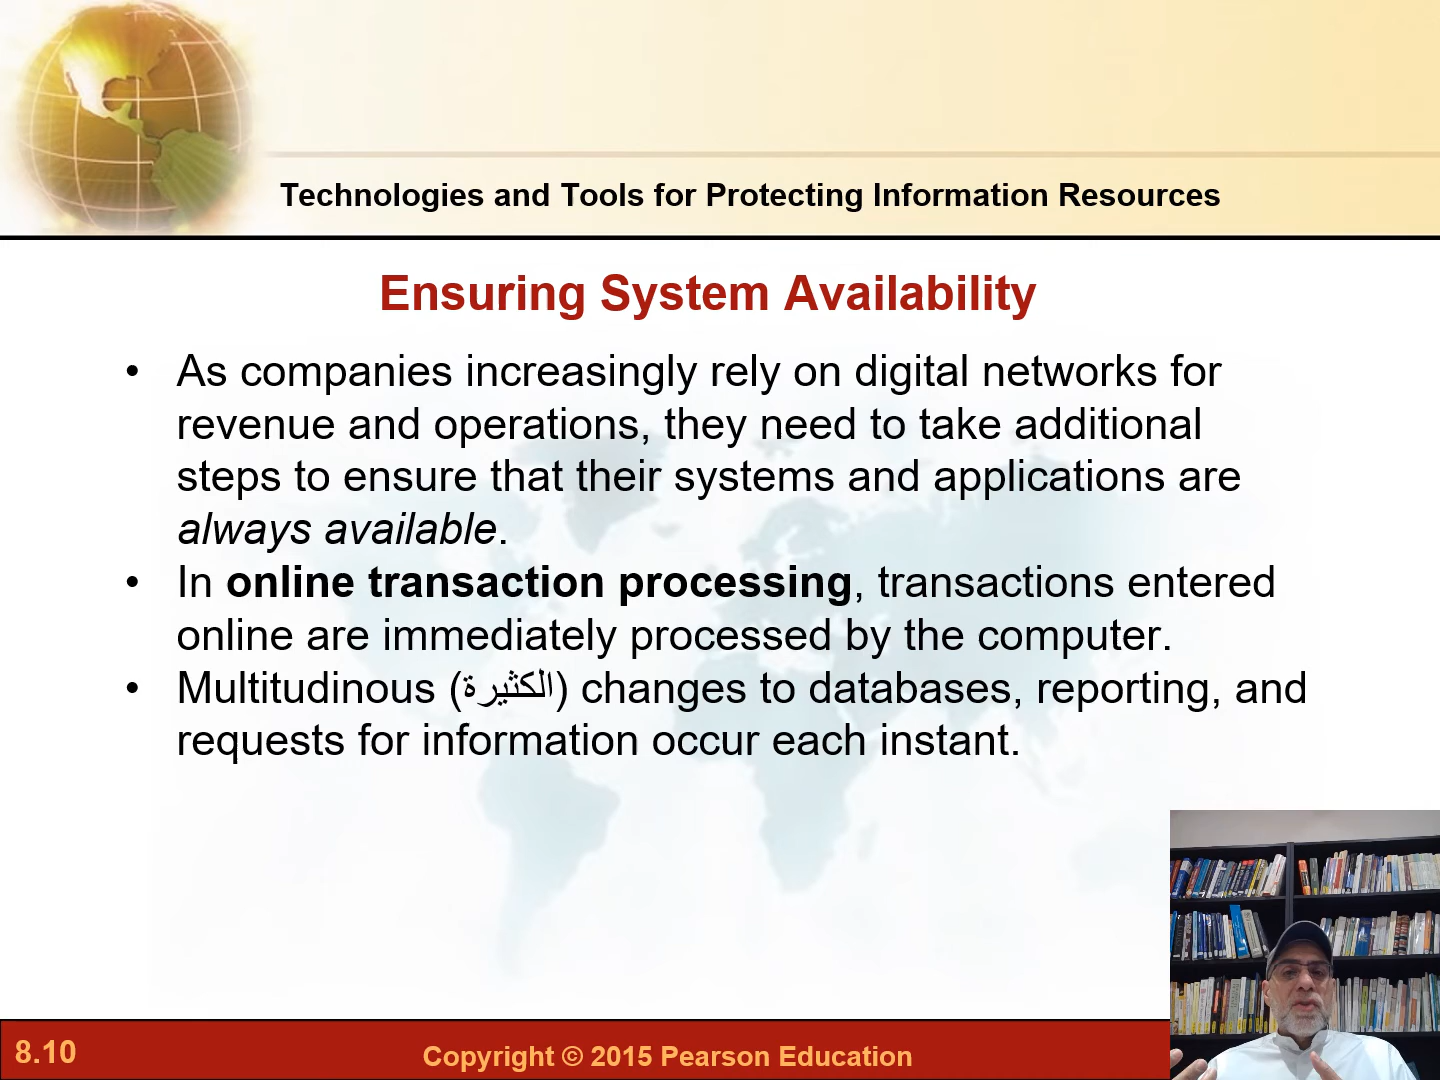 Technologies and Tools for Protecting Information Resources
Ensuring System Availability
• As companies increasingly rely on digital networks for
revenue and operations, they need to take additional
steps to ensure that their systems and applications are
always available.
• In online transaction processing, transactions entered
online are immediately processed by the computer.
• Multitudinous (الكثيرة) changes to databases, reporting, and
requests for information occur each instant.
8.10
Copyright © 2015 Pearson Education